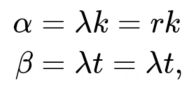 α = λk = rk
β = λt = λt,